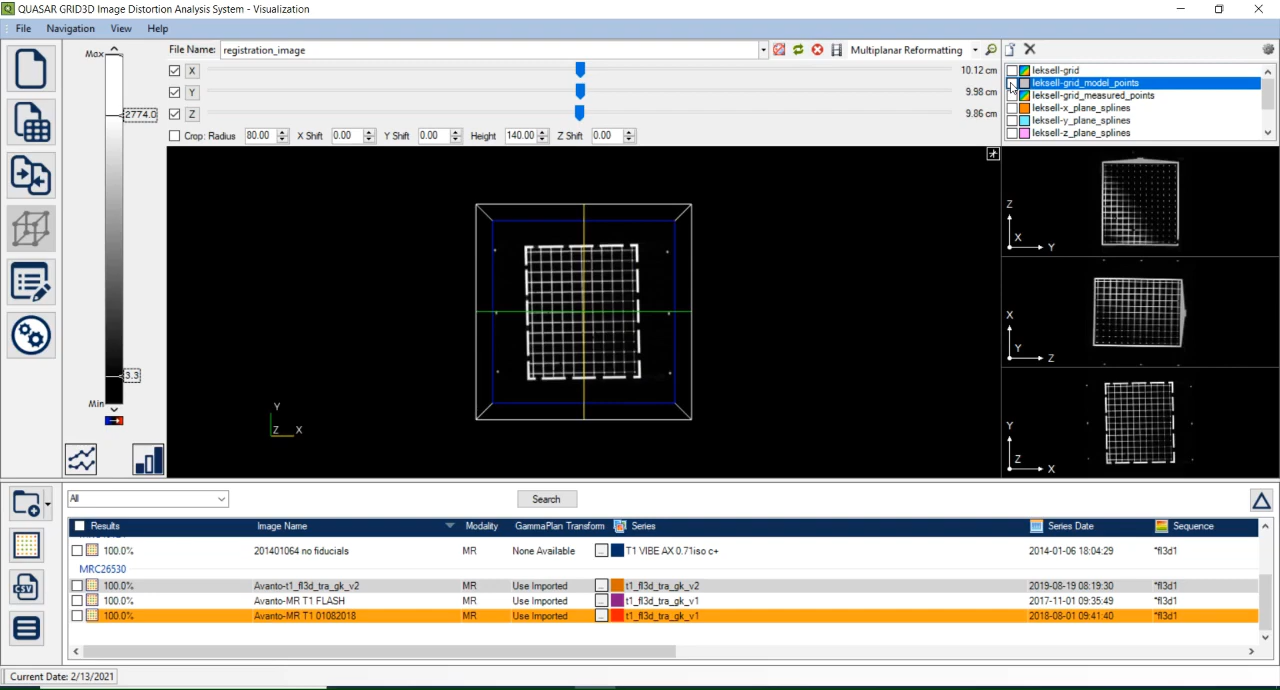 QUASAR GRID3D Image Distortion Analysis System - Visualization
File Navigation View Help
File Name: registration_image Multiplanar Reformatting
Max
X 10.12 cm
Y 9.98 cm
Z 9.86 cm
2774.0
Crop: Radius 80.00 X Shift 0.00 Y Shift 0.00 Height 140.00 Z Shift 0.00
leksell-grid
leksell-grid_model_points
leksell-grid_measured_points
leksell-x_plane_splines
leksell-y_plane_splines
leksell-z_plane_splines
Z
X
Y
X
Y
Z
Y
Z
X
3.3
Min
Y
Z X
All Search
Results Image Name Modality GammaPlan Transform Series Series Date Sequence
100.0% 201401064 no fiducials MR None Available ... T1 VIBE AX 0.71iso c+ 2014-01-06 18:04:29 *fl3d1
MRC26530
100.0% Avanto-t1_fl3d_tra_gk_v2 MR Use Imported ... t1_fl3d_tra_gk_v2 2019-08-19 08:19:30 *fl3d1
100.0% Avanto-MR T1 FLASH MR Use Imported ... t1_fl3d_tra_gk_v1 2017-11-01 09:35:49 *fl3d1
100.0% Avanto-MR T1 01082018 MR Use Imported ... t1_fl3d_tra_gk_v1 2018-08-01 09:41:40 *fl3d1
CSV
Current Date: 2/13/2021